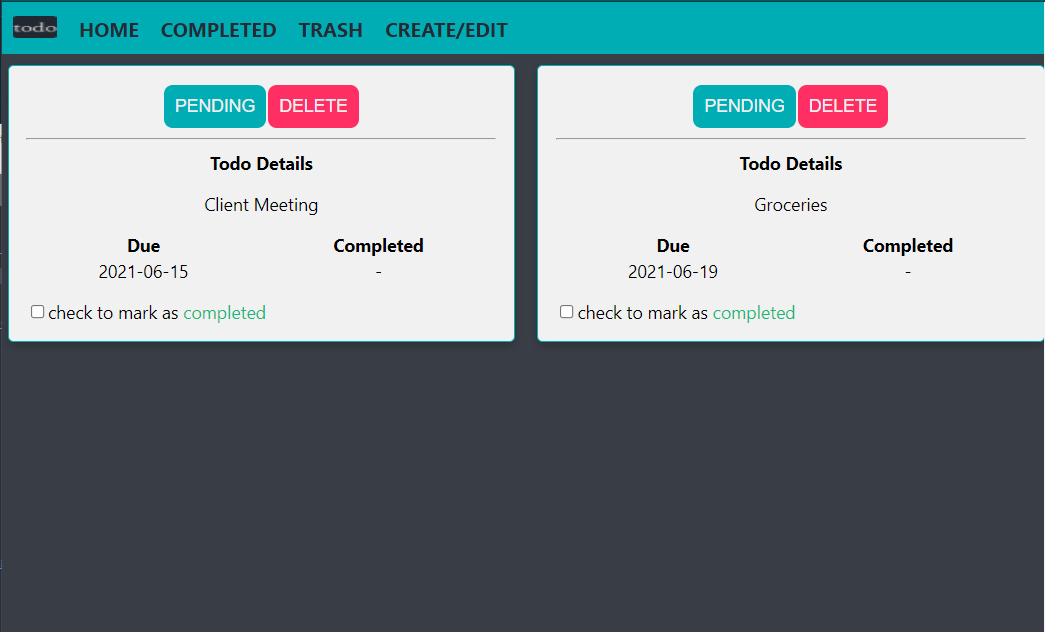 todo HOME COMPLETED TRASH CREATE/EDIT
PENDING DELETE
Todo Details
Client Meeting
Due Completed
2021-06-15 -
check to mark as completed
PENDING DELETE
Todo Details
Groceries
Due Completed
2021-06-19 -
check to mark as completed